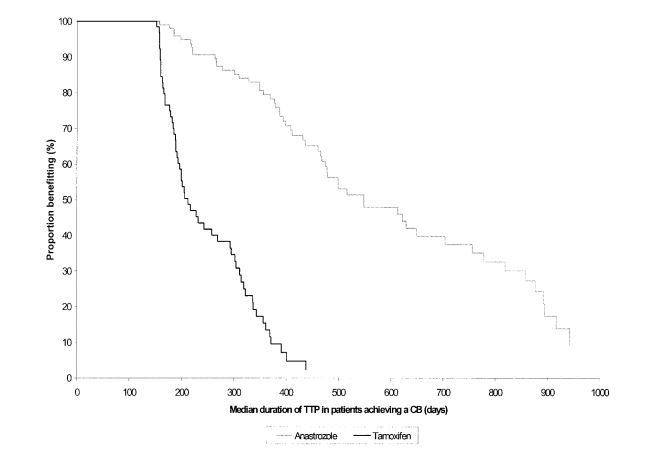 100
90
80
70
60
50
40
30
20
10
0
Proportion benefitting (%)
0 100 200 300 400 500 600 700 800 900 1000
Median duration of TTP in patients achieving a CB (days)
Anastrozole Tamoxifen